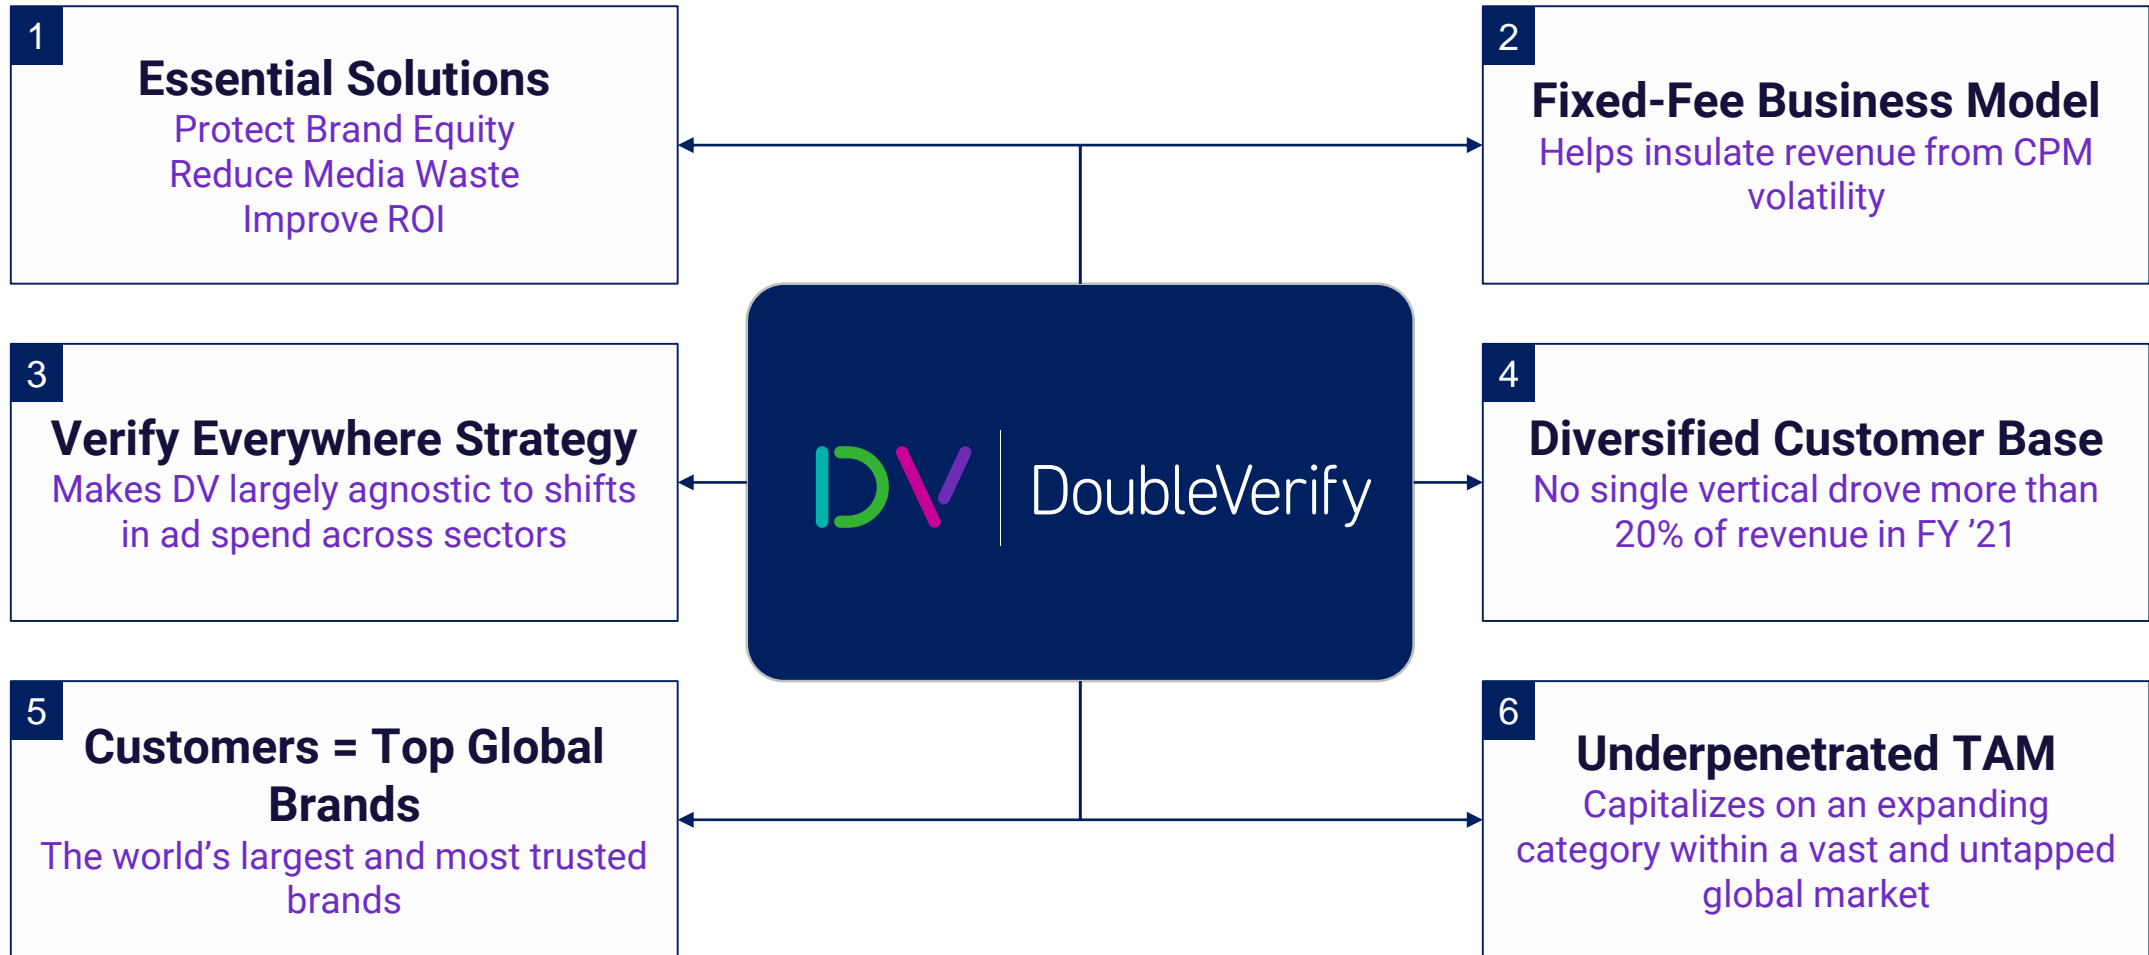 1
Essential Solutions
Protect Brand Equity
Reduce Media Waste
Improve ROI
2
Fixed-Fee Business Model
Helps insulate revenue from CPM
volatility
3
Verify Everywhere Strategy
Makes DV largely agnostic to shifts
in ad spend across sectors
DV DoubleVerify
4
Diversified Customer Base
No single vertical drove more than
20% of revenue in FY ’21
5
Customers = Top Global
Brands
The world’s largest and most trusted
brands
6
Underpenetrated TAM
Capitalizes on an expanding
category within a vast and untapped
global market